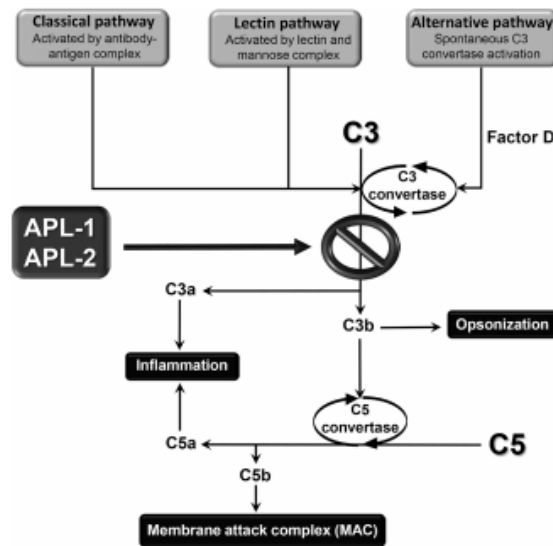 Classical pathway
Activated by antibody-
antigen complex
Lectin pathway
Activated by lectin and
mannose complex
Alternative pathway
Spontaneous C3
convertase activation
C3
Factor D
C3
convertase
APL-1
APL-2
C3a
C3b
Opsonization
Inflammation
C5
convertase
C5a
C5
C5b
Membrane attack complex (MAC)